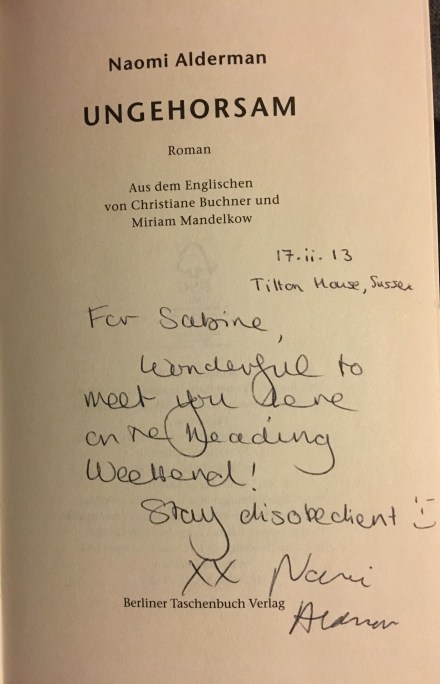 Naomi Alderman
UNGEHORSAM
Roman
Aus dem Englischen
von Christiane Buchner und
Miriam Mandelkow
17.ii.13
Tilton House, Sussex
For Sabine,
Wonderful to
meet you here
on the Reading
Weekend!
Stay disobedient :)
XX Naomi
Alderman
Berliner Taschenbuch Verlag